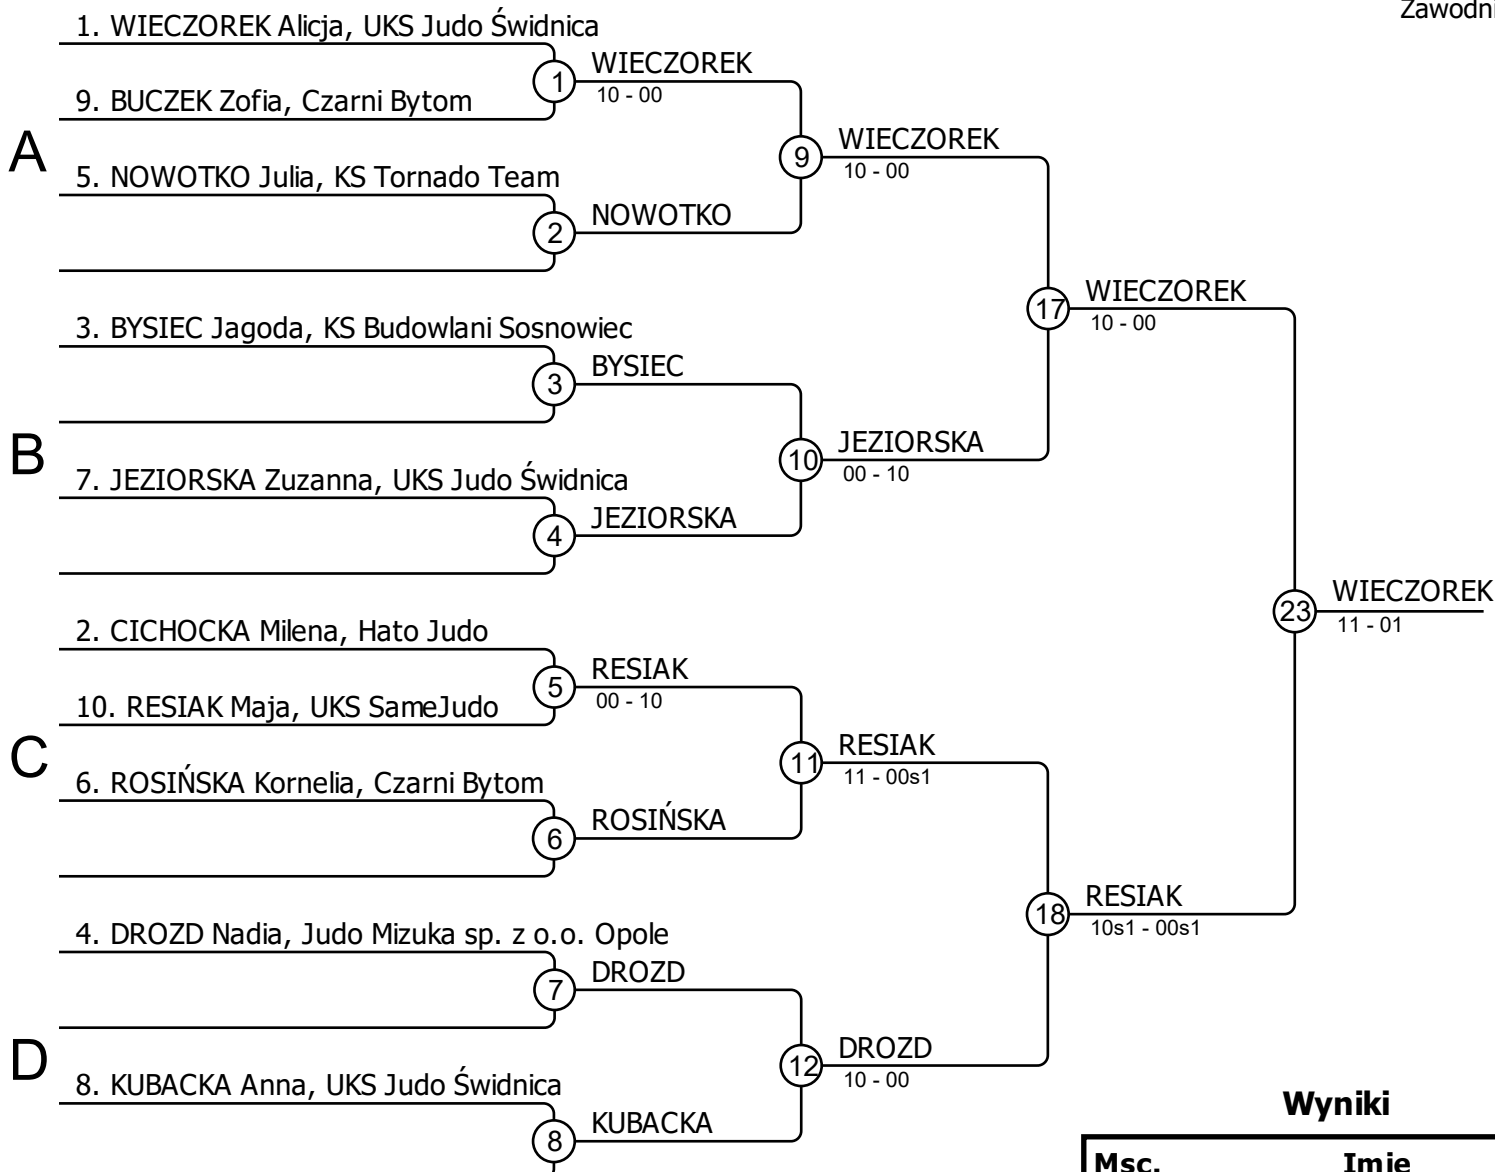 Zawodni
1. WIECZOREK Alicja, UKS Judo Świdnica
1
WIECZOREK
10 - 00
9. BUCZEK Zofia, Czarni Bytom
A
9
WIECZOREK
10 - 00
5. NOWOTKO Julia, KS Tornado Team
2
NOWOTKO
17
WIECZOREK
10 - 00
3. BYSIEC Jagoda, KS Budowlani Sosnowiec
3
BYSIEC
B
10
JEZIORSKA
00 - 10
7. JEZIORSKA Zuzanna, UKS Judo Świdnica
4
JEZIORSKA
23
WIECZOREK
11 - 01
2. CICHOCKA Milena, Hato Judo
5
RESIAK
00 - 10
10. RESIAK Maja, UKS SameJudo
C
11
RESIAK
11 - 00s1
6. ROSIŃSKA Kornelia, Czarni Bytom
6
ROSIŃSKA
18
RESIAK
10s1 - 00s1
4. DROZD Nadia, Judo Mizuka sp. z o.o. Opole
7
DROZD
D
12
DROZD
10 - 00
8. KUBACKA Anna, UKS Judo Świdnica
8
KUBACKA
Wyniki
Msc. Imię